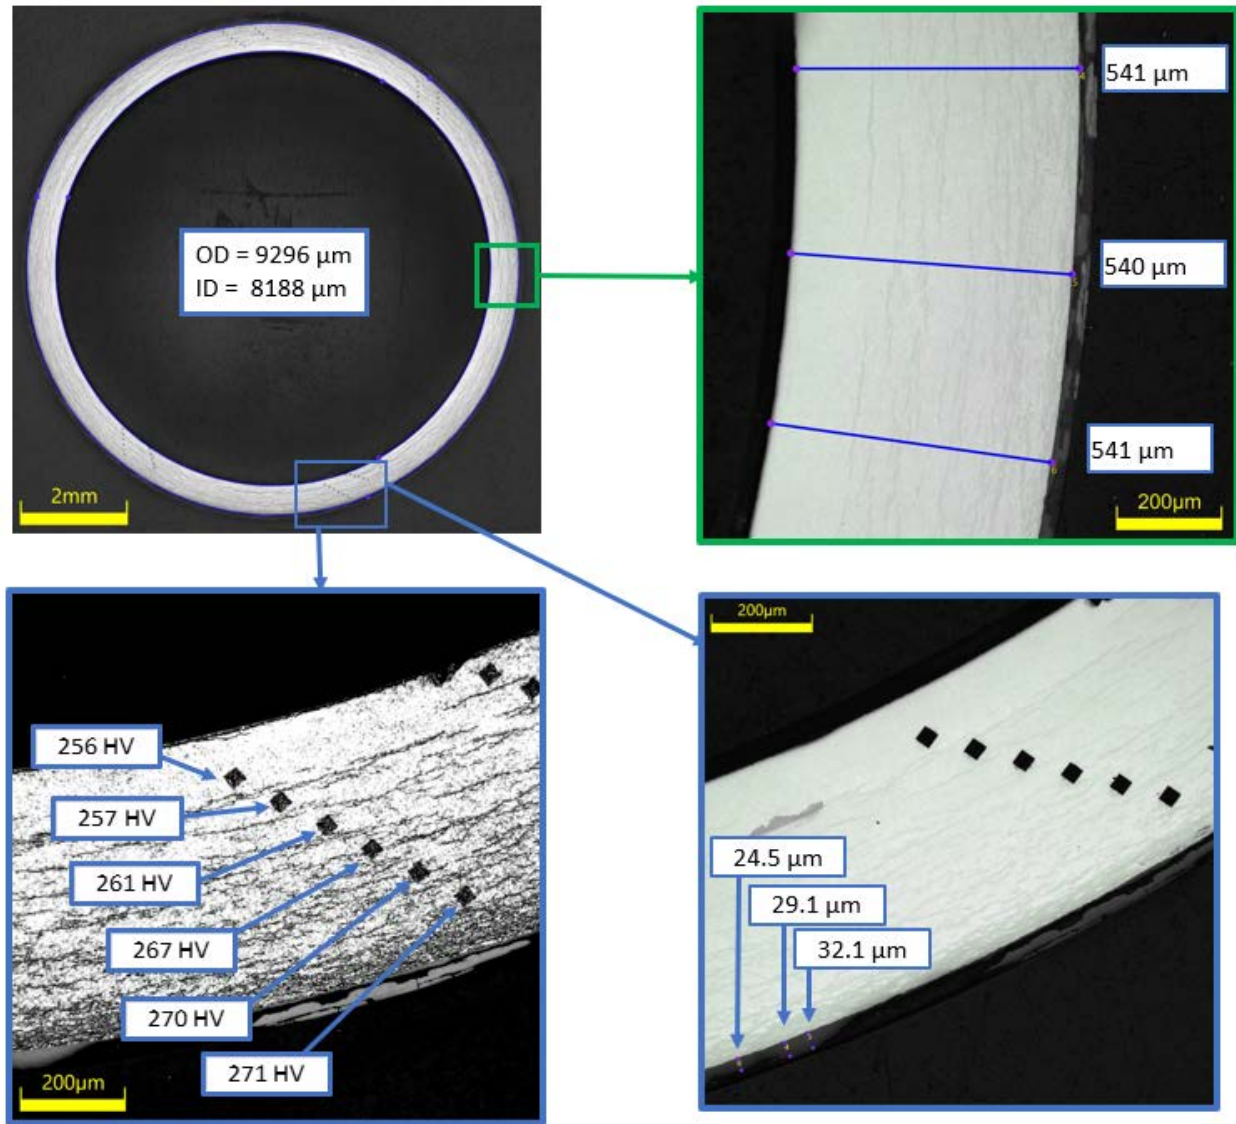 OD = 9296 µm
ID = 8188 µm
2mm
541 µm
540 µm
541 µm
200µm
256 HV
257 HV
261 HV
267 HV
270 HV
271 HV
200µm
200µm
24.5 µm
29.1 µm
32.1 µm